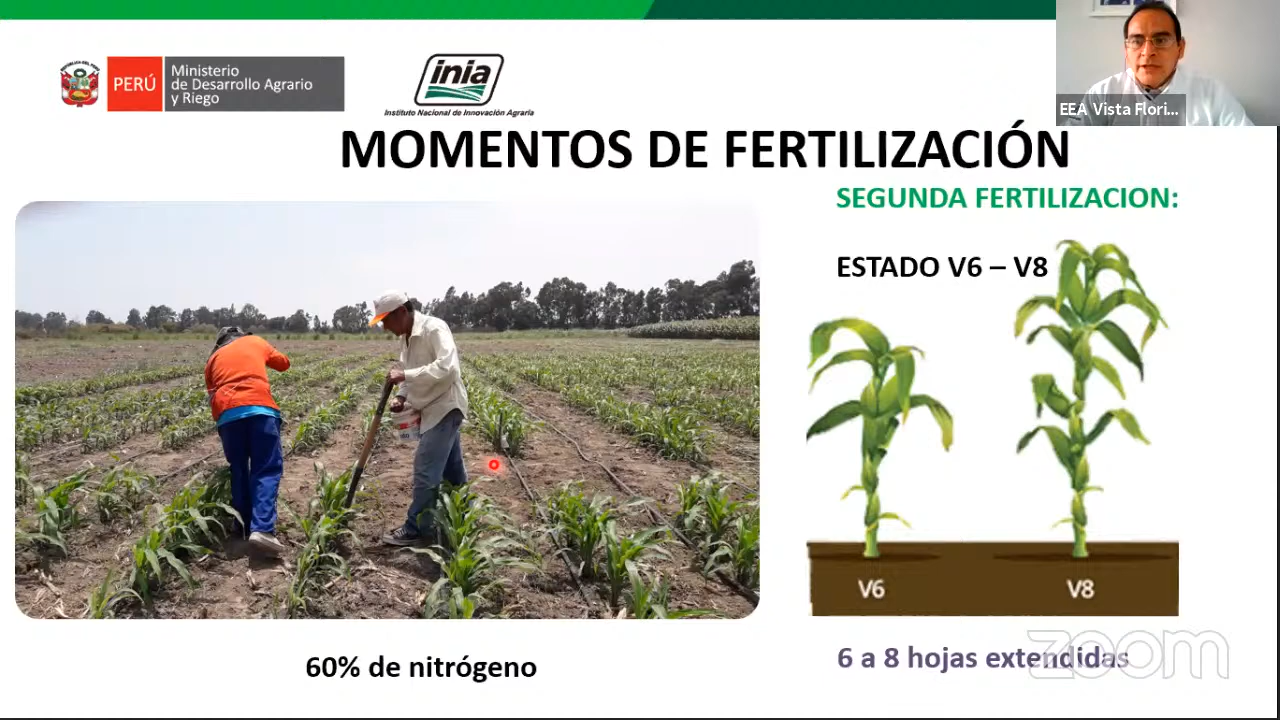 PERÚ
Ministerio
de Desarrollo Agrario
y Riego
inia
Instituto Nacional de Innovación Agraria
EEA Vista Flori...
MOMENTOS DE FERTILIZACIÓN
SEGUNDA FERTILIZACION:
ESTADO V6 – V8
V6
V8
60% de nitrógeno
6 a 8 hojas extendidas
zoom